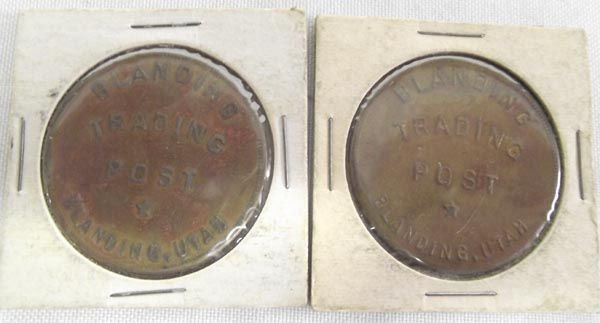 BLANDING
TRADING
POST
BLANDING, UTAH
BLANDING
TRADING
POST
BLANDING, UTAH